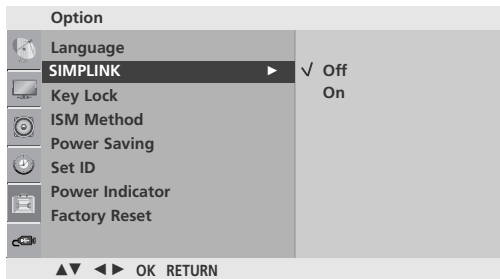 Option
Language
SIMPLINK ► √ Off
Key Lock On
ISM Method
Power Saving
Set ID
Power Indicator
Factory Reset
▲▼ ◄► OK RETURN